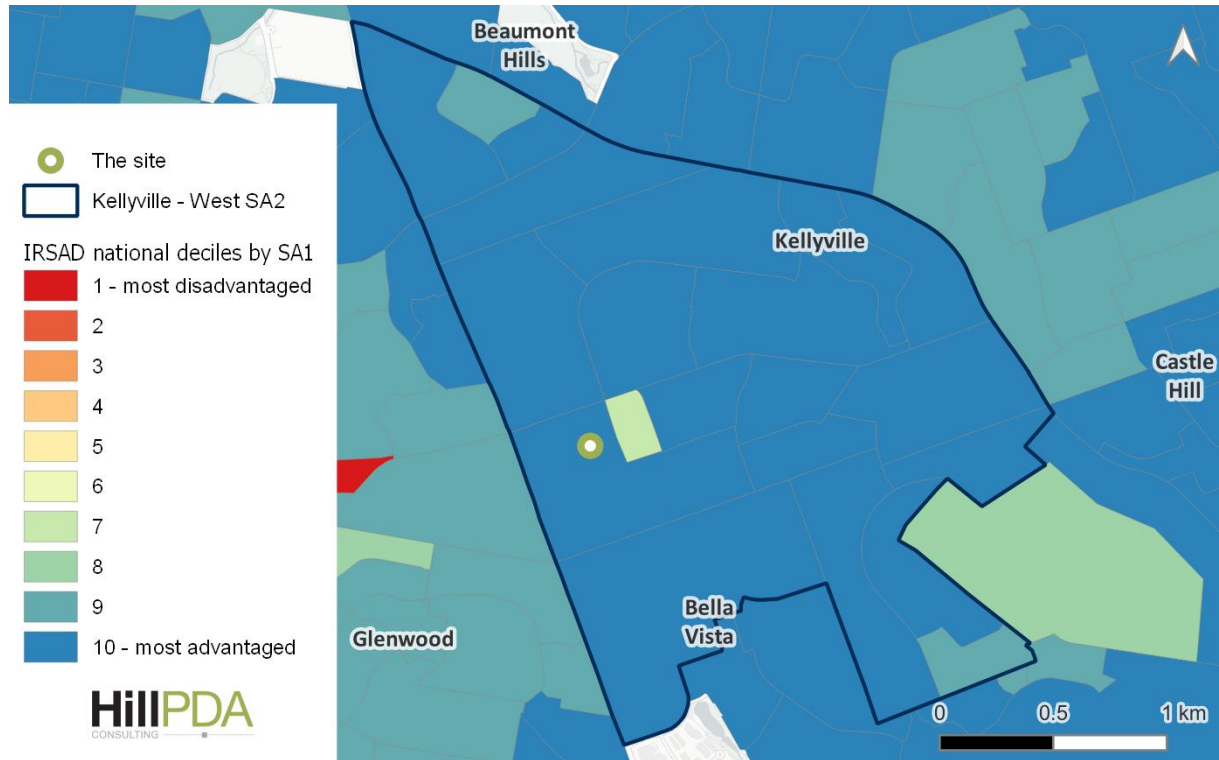 Beaumont
Hills
The site
Kellyville - West SA2
Kellyville
IRSAD national deciles by SA1
1 - most disadvantaged
2
3
4
5
6
7
8
9
10 - most advantaged
Castle
Hill
Bella
Vista
Glenwood
HillPDA
CONSULTING
0 0.5 1 km